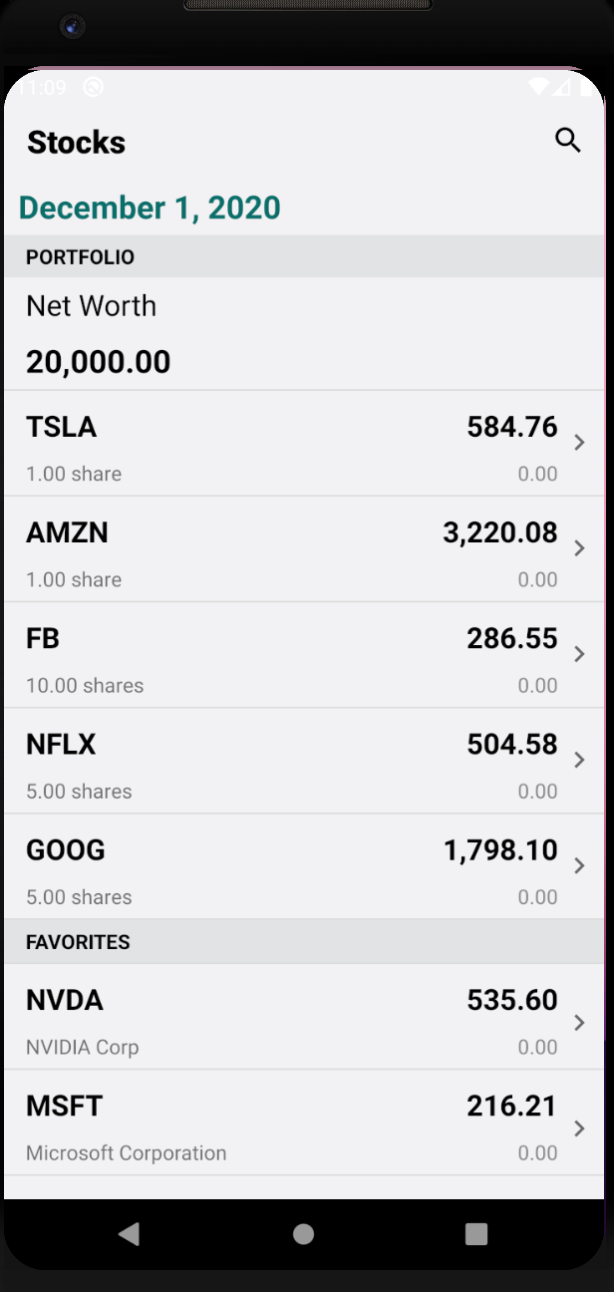 11:09
Stocks
December 1, 2020
PORTFOLIO
Net Worth
20,000.00
TSLA 584.76
1.00 share 0.00
AMZN 3,220.08
1.00 share 0.00
FB 286.55
10.00 shares 0.00
NFLX 504.58
5.00 shares 0.00
GOOG 1,798.10
5.00 shares 0.00
FAVORITES
NVDA 535.60
NVIDIA Corp 0.00
MSFT 216.21
Microsoft Corporation 0.00